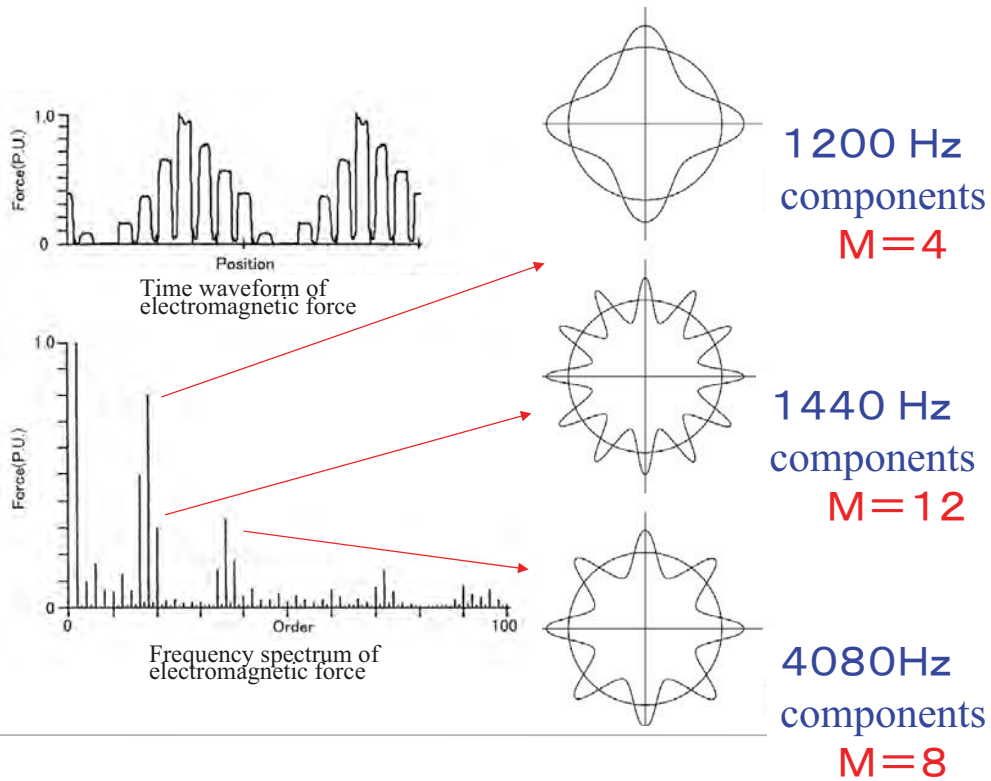 Force(P.U.)
1.0
0
Position
Time waveform of
electromagnetic force
Force(P.U.)
1.0
0
0
Order
100
Frequency spectrum of
electromagnetic force
1200 Hz
components
M=4
1440 Hz
components
M=12
4080Hz
components
M=8